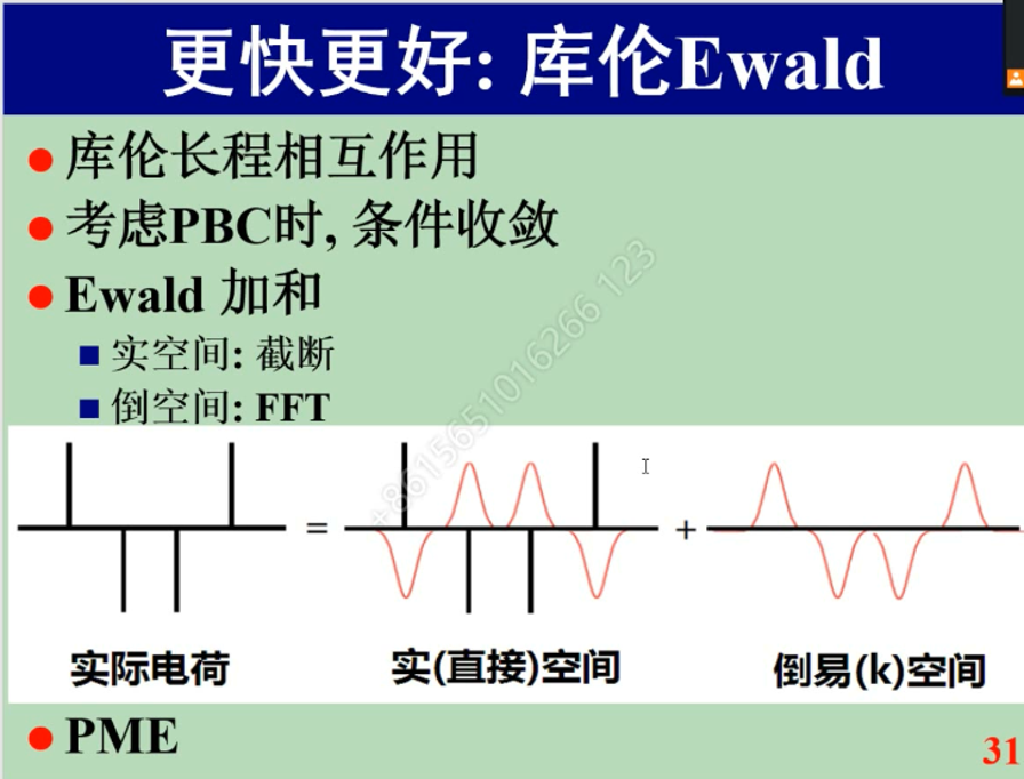 更快更好: 库伦Ewald
库伦长程相互作用
考虑PBC时, 条件收敛
Ewald 加和
实空间: 截断
倒空间: FFT
+8615651016266 123
= +
实际电荷 实(直接)空间 倒易(k)空间
PME
31